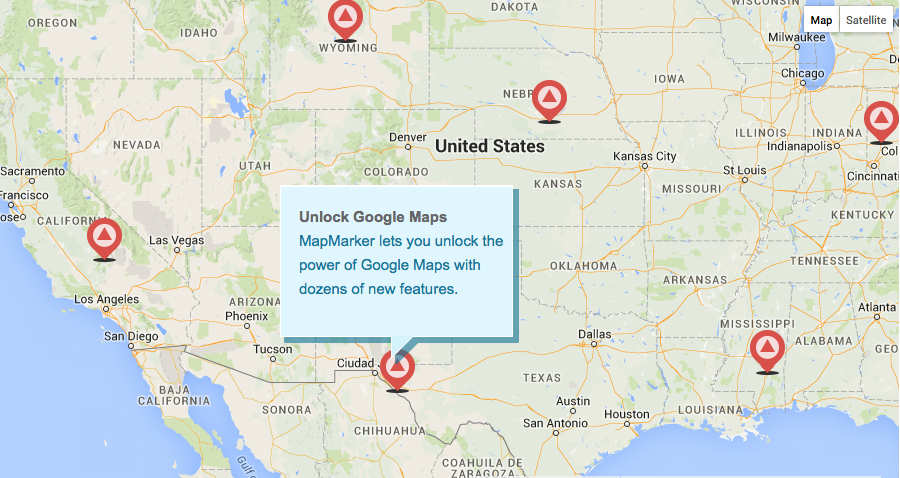 OREGON
IDAHO
WYOMING
DAKOTA
WISCONSIN
Map
Satellite
Milwaukee
Chicago
IOWA
NEBR
NEVADA
UTAH
Denver
United States
COLORADO
KANSAS
Kansas City
MISSOURI
St Louis
ILLINOIS
INDIANA
Indianapolis
Col
Cincinnati
KENTUCKY
Sacramento
Francisco
ose
CALIFORNIA
Las Vegas
Los Angeles
San Diego
ARIZONA
Phoenix
Tucson
Unlock Google Maps
MapMarker lets you unlock the
power of Google Maps with
dozens of new features.
OKLAHOMA
ARKANSAS
TENNESSEE
MISSISSIPPI
ALABAMA
Atlanta
GEO
Dallas
Ciudad
TEXAS
BAJA
CALIFORNIA
SONORA
CHIHUAHUA
Austin
San Antonio
Houston
LOUISIANA
COAHUILA DE
ZARAGOZA
Gulf